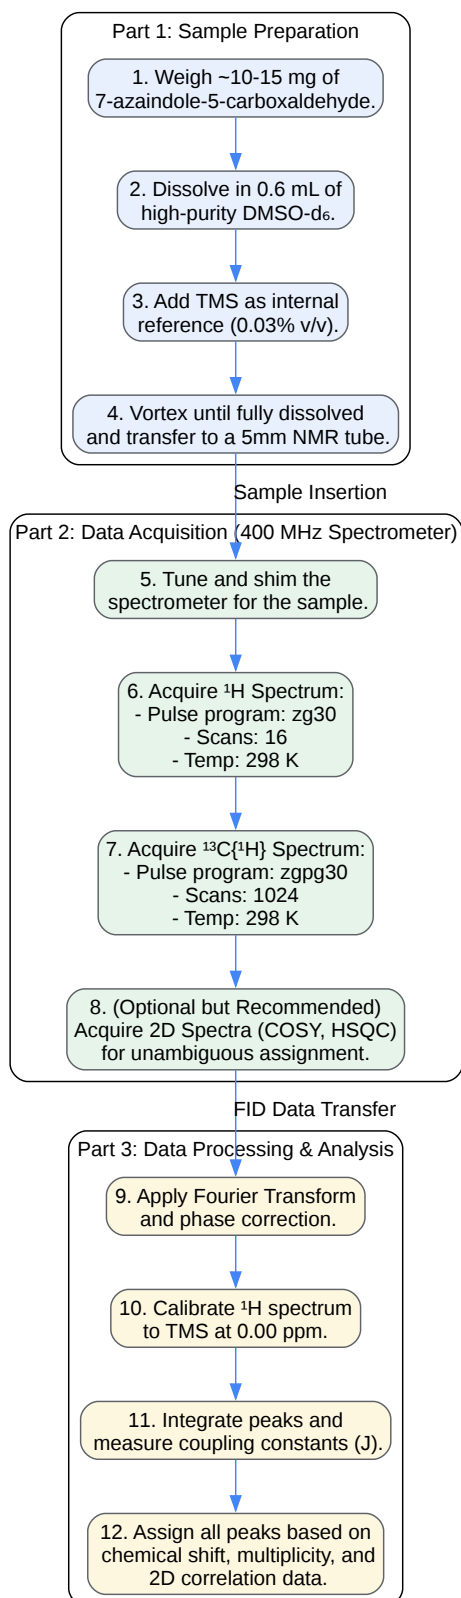 Part 1: Sample Preparation
1. Weigh ~10-15 mg of
7-azaindole-5-carboxaldehyde.
2. Dissolve in 0.6 mL of
high-purity DMSO-d₆.
3. Add TMS as internal
reference (0.03% v/v).
4. Vortex until fully dissolved
and transfer to a 5mm NMR tube.
Sample Insertion
Part 2: Data Acquisition (400 MHz Spectrometer)
5. Tune and shim the
spectrometer for the sample.
6. Acquire ¹H Spectrum:
- Pulse program: zg30
- Scans: 16
- Temp: 298 K
7. Acquire ¹³C{¹H} Spectrum:
- Pulse program: zgpg30
- Scans: 1024
- Temp: 298 K
8. (Optional but Recommended)
Acquire 2D Spectra (COSY, HSQC)
for unambiguous assignment.
FID Data Transfer
Part 3: Data Processing & Analysis
9. Apply Fourier Transform
and phase correction.
10. Calibrate ¹H spectrum
to TMS at 0.00 ppm.
11. Integrate peaks and
measure coupling constants (J).
12. Assign all peaks based on
chemical shift, multiplicity, and
2D correlation data.